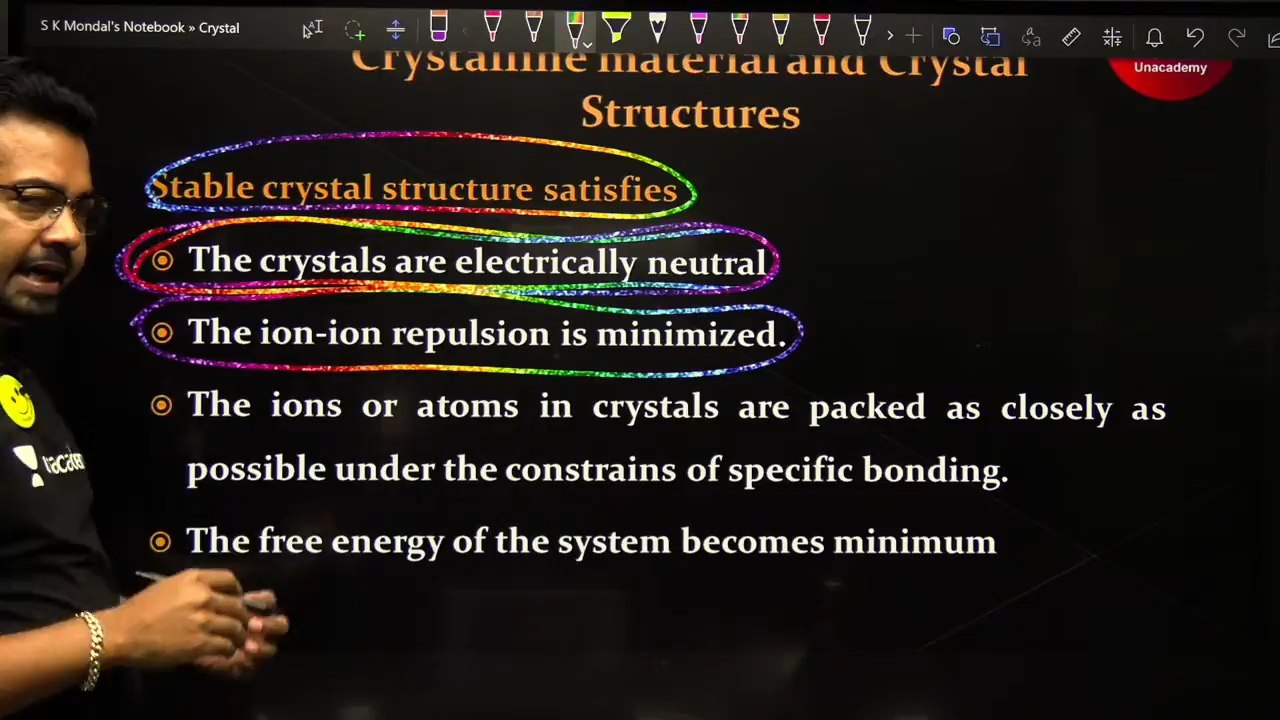 S K Mondal's Notebook » Crystal
Crystalline material and Crystal
Structures
Unacademy
Stable crystal structure satisfies
The crystals are electrically neutral
The ion-ion repulsion is minimized.
The ions or atoms in crystals are packed as closely as
possible under the constrains of specific bonding.
The free energy of the system becomes minimum